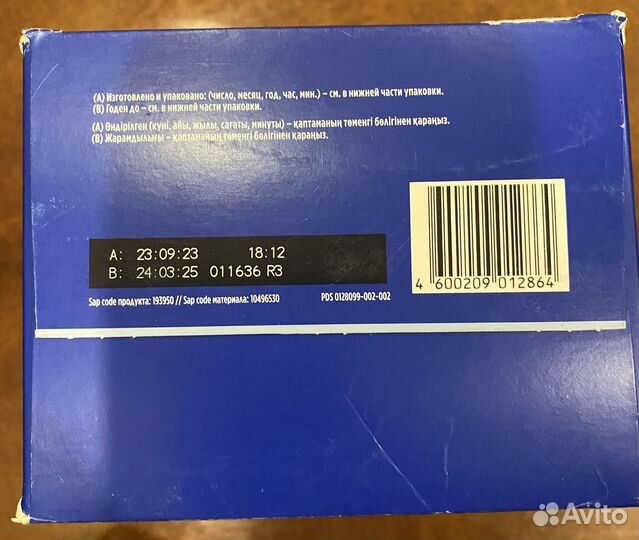 (A) Изготовлено и упаковано: (число, месяц, год, час, мин.) – см. в нижней части упаковки.
(B) Годен до – см. в нижней части упаковки.
(A) Өндірілген (күні, айы, жылы, сағаты, минуты) – қаптаманың төменгі бөлігінен қараңыз.
(B) Жарамдылығы – қаптаманың төменгі бөлігінен қараңыз.
A: 23:09:23 18:12
B: 24:03:25 011636 R3
Sap code продукта: 193950 // Sap code материала: 10496530 PDS 0128099-002-002
4 600209 012864
Avito